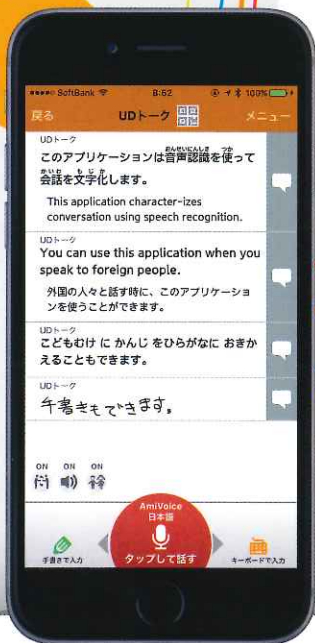 SoftBank 8:52 100%
戻る UDトーク メニュー
UDトーク
このアプリケーションは音声認識を使って
会話を文字化します。
This application character-izes
conversation using speech recognition.
UDトーク
You can use this application when you
speak to foreign people.
外国の人々と話す時に、このアプリケーショ
ンを使うことができます。
UDトーク
こどもむけ に かんじ をひらがなに おきか
えることもできます。
UDトーク
手書きもできます。
ON ON ON
AmiVoice
日本語
手書きで入力 タップして話す キーボードで入力